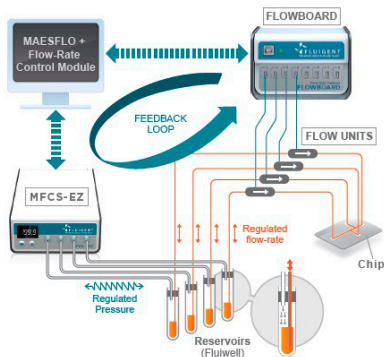 FLOWBOARD
MAESFLO +
Flow-Rate
Control Module
FLUIGENT
FLOWBOARD
FEEDBACK
LOOP
FLOW UNITS
MFCS-EZ
FLUIGENT
Regulated
flow-rate
Chip
Regulated
Pressure
Reservoirs
(Fluiwell)